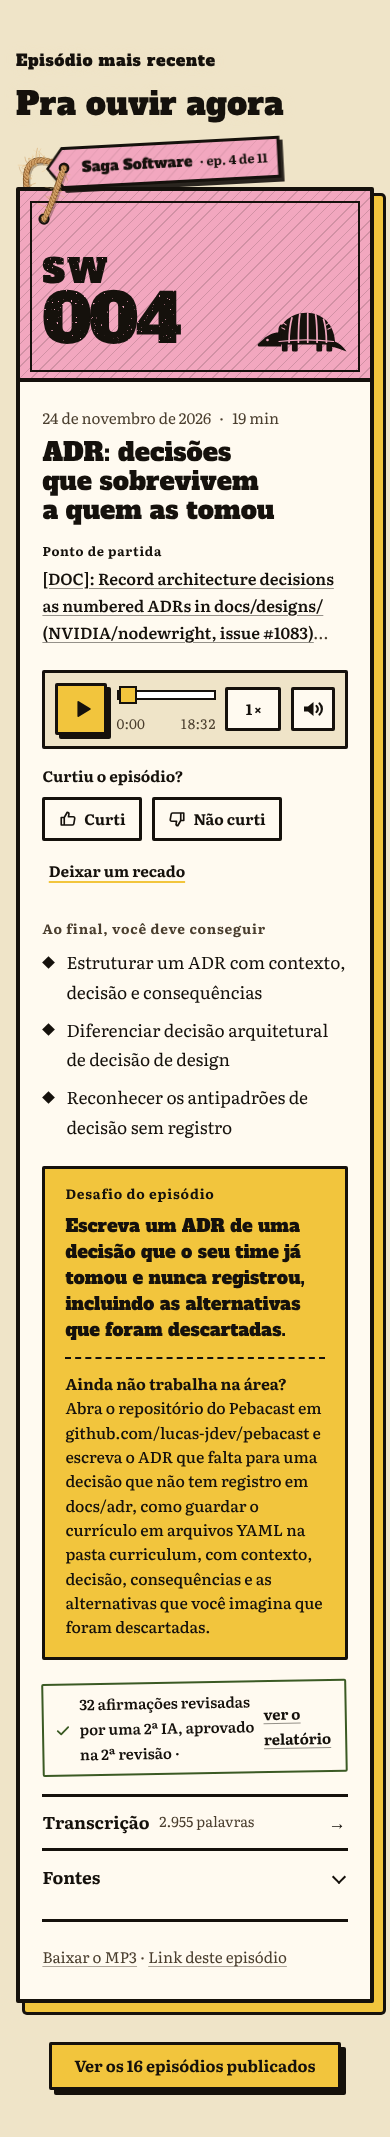 Episódio mais recente
Pra ouvir agora
Saga Software · ep. 4 de 11
SW
004
24 de novembro de 2026 · 19 min
ADR: decisões
que sobrevivem
a quem as tomou
Ponto de partida
[DOC]: Record architecture decisions
as numbered ADRs in docs/designs/
(NVIDIA/nodewright, issue #1083)...
1×
0:00 18:32
Curtiu o episódio?
Curti Não curti
Deixar um recado
Ao final, você deve conseguir
Estruturar um ADR com contexto,
decisão e consequências
Diferenciar decisão arquitetural
de decisão de design
Reconhecer os antipadrões de
decisão sem registro
Desafio do episódio
Escreva um ADR de uma
decisão que o seu time já
tomou e nunca registrou,
incluindo as alternativas
que foram descartadas.
Ainda não trabalha na área?
Abra o repositório do Pebacast em
github.com/lucas-jdev/pebacast e
escreva o ADR que falta para uma
decisão que não tem registro em
docs/adr, como guardar o
currículo em arquivos YAML na
pasta curriculum, com contexto,
decisão, consequências e as
alternativas que você imagina que
foram descartadas.
32 afirmações revisadas
por uma 2ª IA, aprovado
na 2ª revisão ·
ver o
relatório
Transcrição 2.955 palavras →
Fontes
Baixar o MP3 · Link deste episódio
Ver os 16 episódios publicados